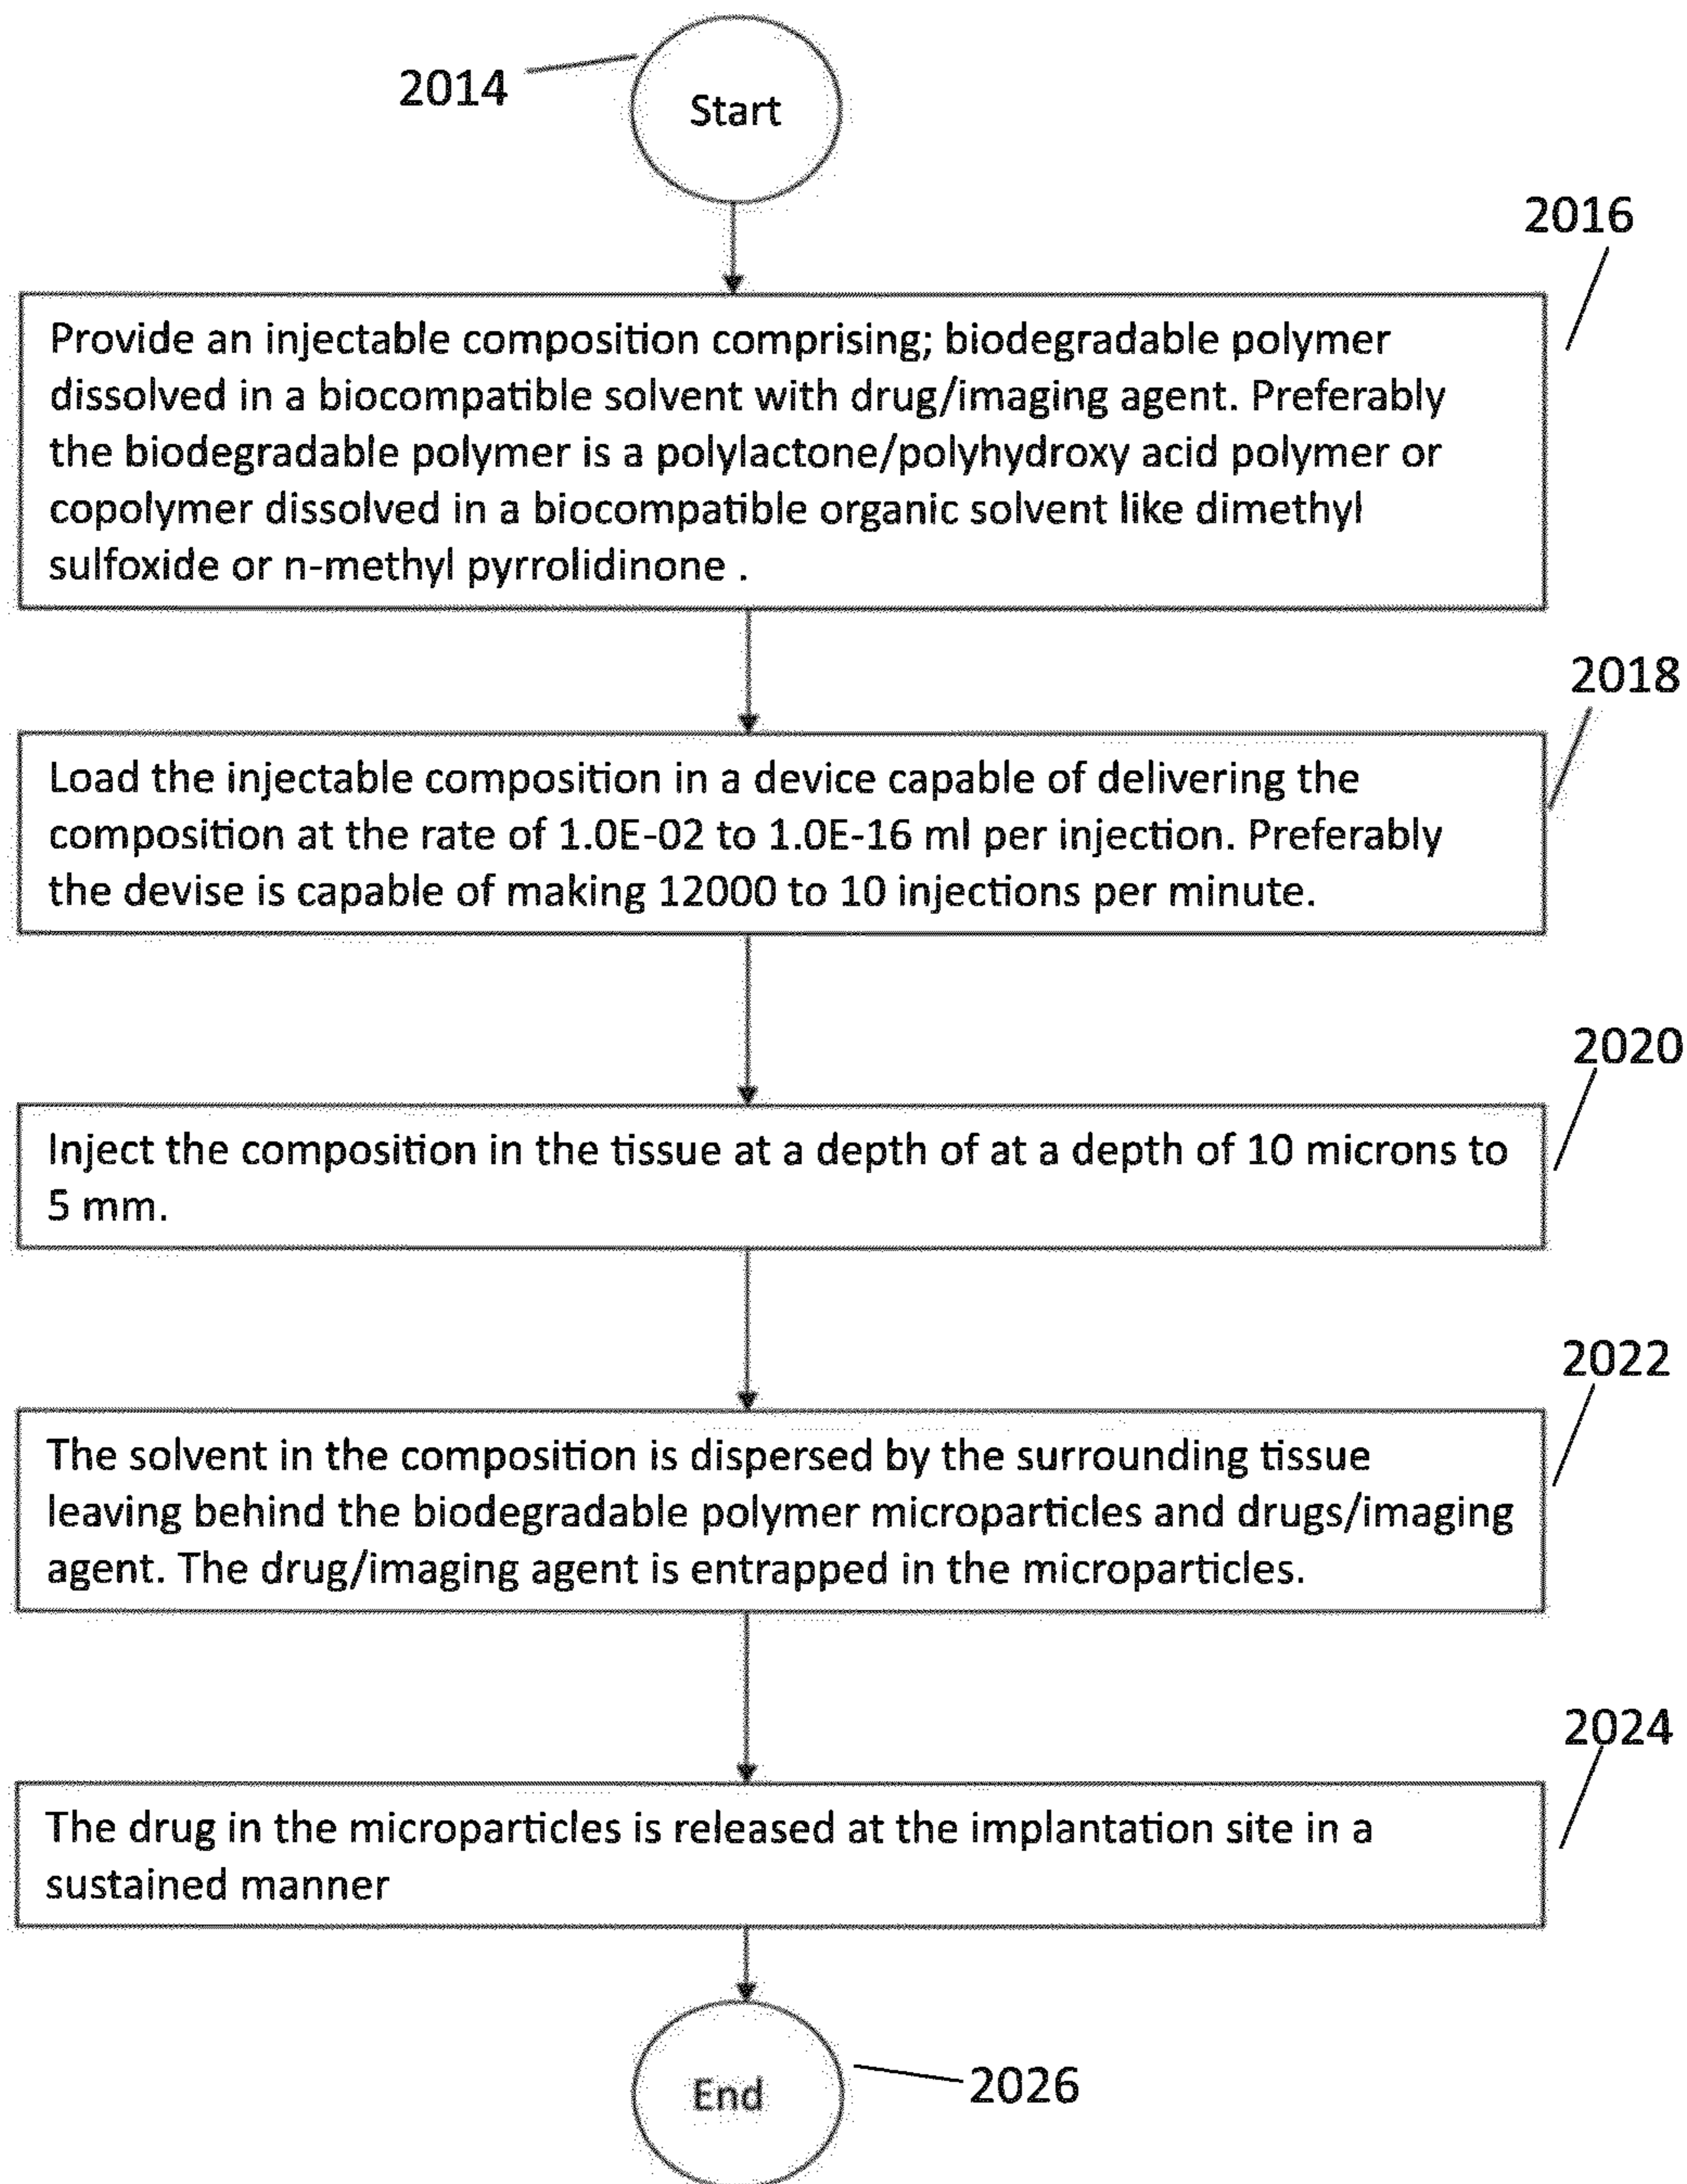 2014
Start
2016
Provide an injectable composition comprising; biodegradable polymer
dissolved in a biocompatible solvent with drug/imaging agent. Preferably
the biodegradable polymer is a polylactone/polyhydroxy acid polymer or
copolymer dissolved in a biocompatible organic solvent like dimethyl
sulfoxide or n-methyl pyrrolidinone .
2018
Load the injectable composition in a device capable of delivering the
composition at the rate of 1.0E-02 to 1.0E-16 ml per injection. Preferably
the devise is capable of making 12000 to 10 injections per minute.
2020
Inject the composition in the tissue at a depth of at a depth of 10 microns to
5 mm.
2022
The solvent in the composition is dispersed by the surrounding tissue
leaving behind the biodegradable polymer microparticles and drugs/imaging
agent. The drug/imaging agent is entrapped in the microparticles.
2024
The drug in the microparticles is released at the implantation site in a
sustained manner
End
2026